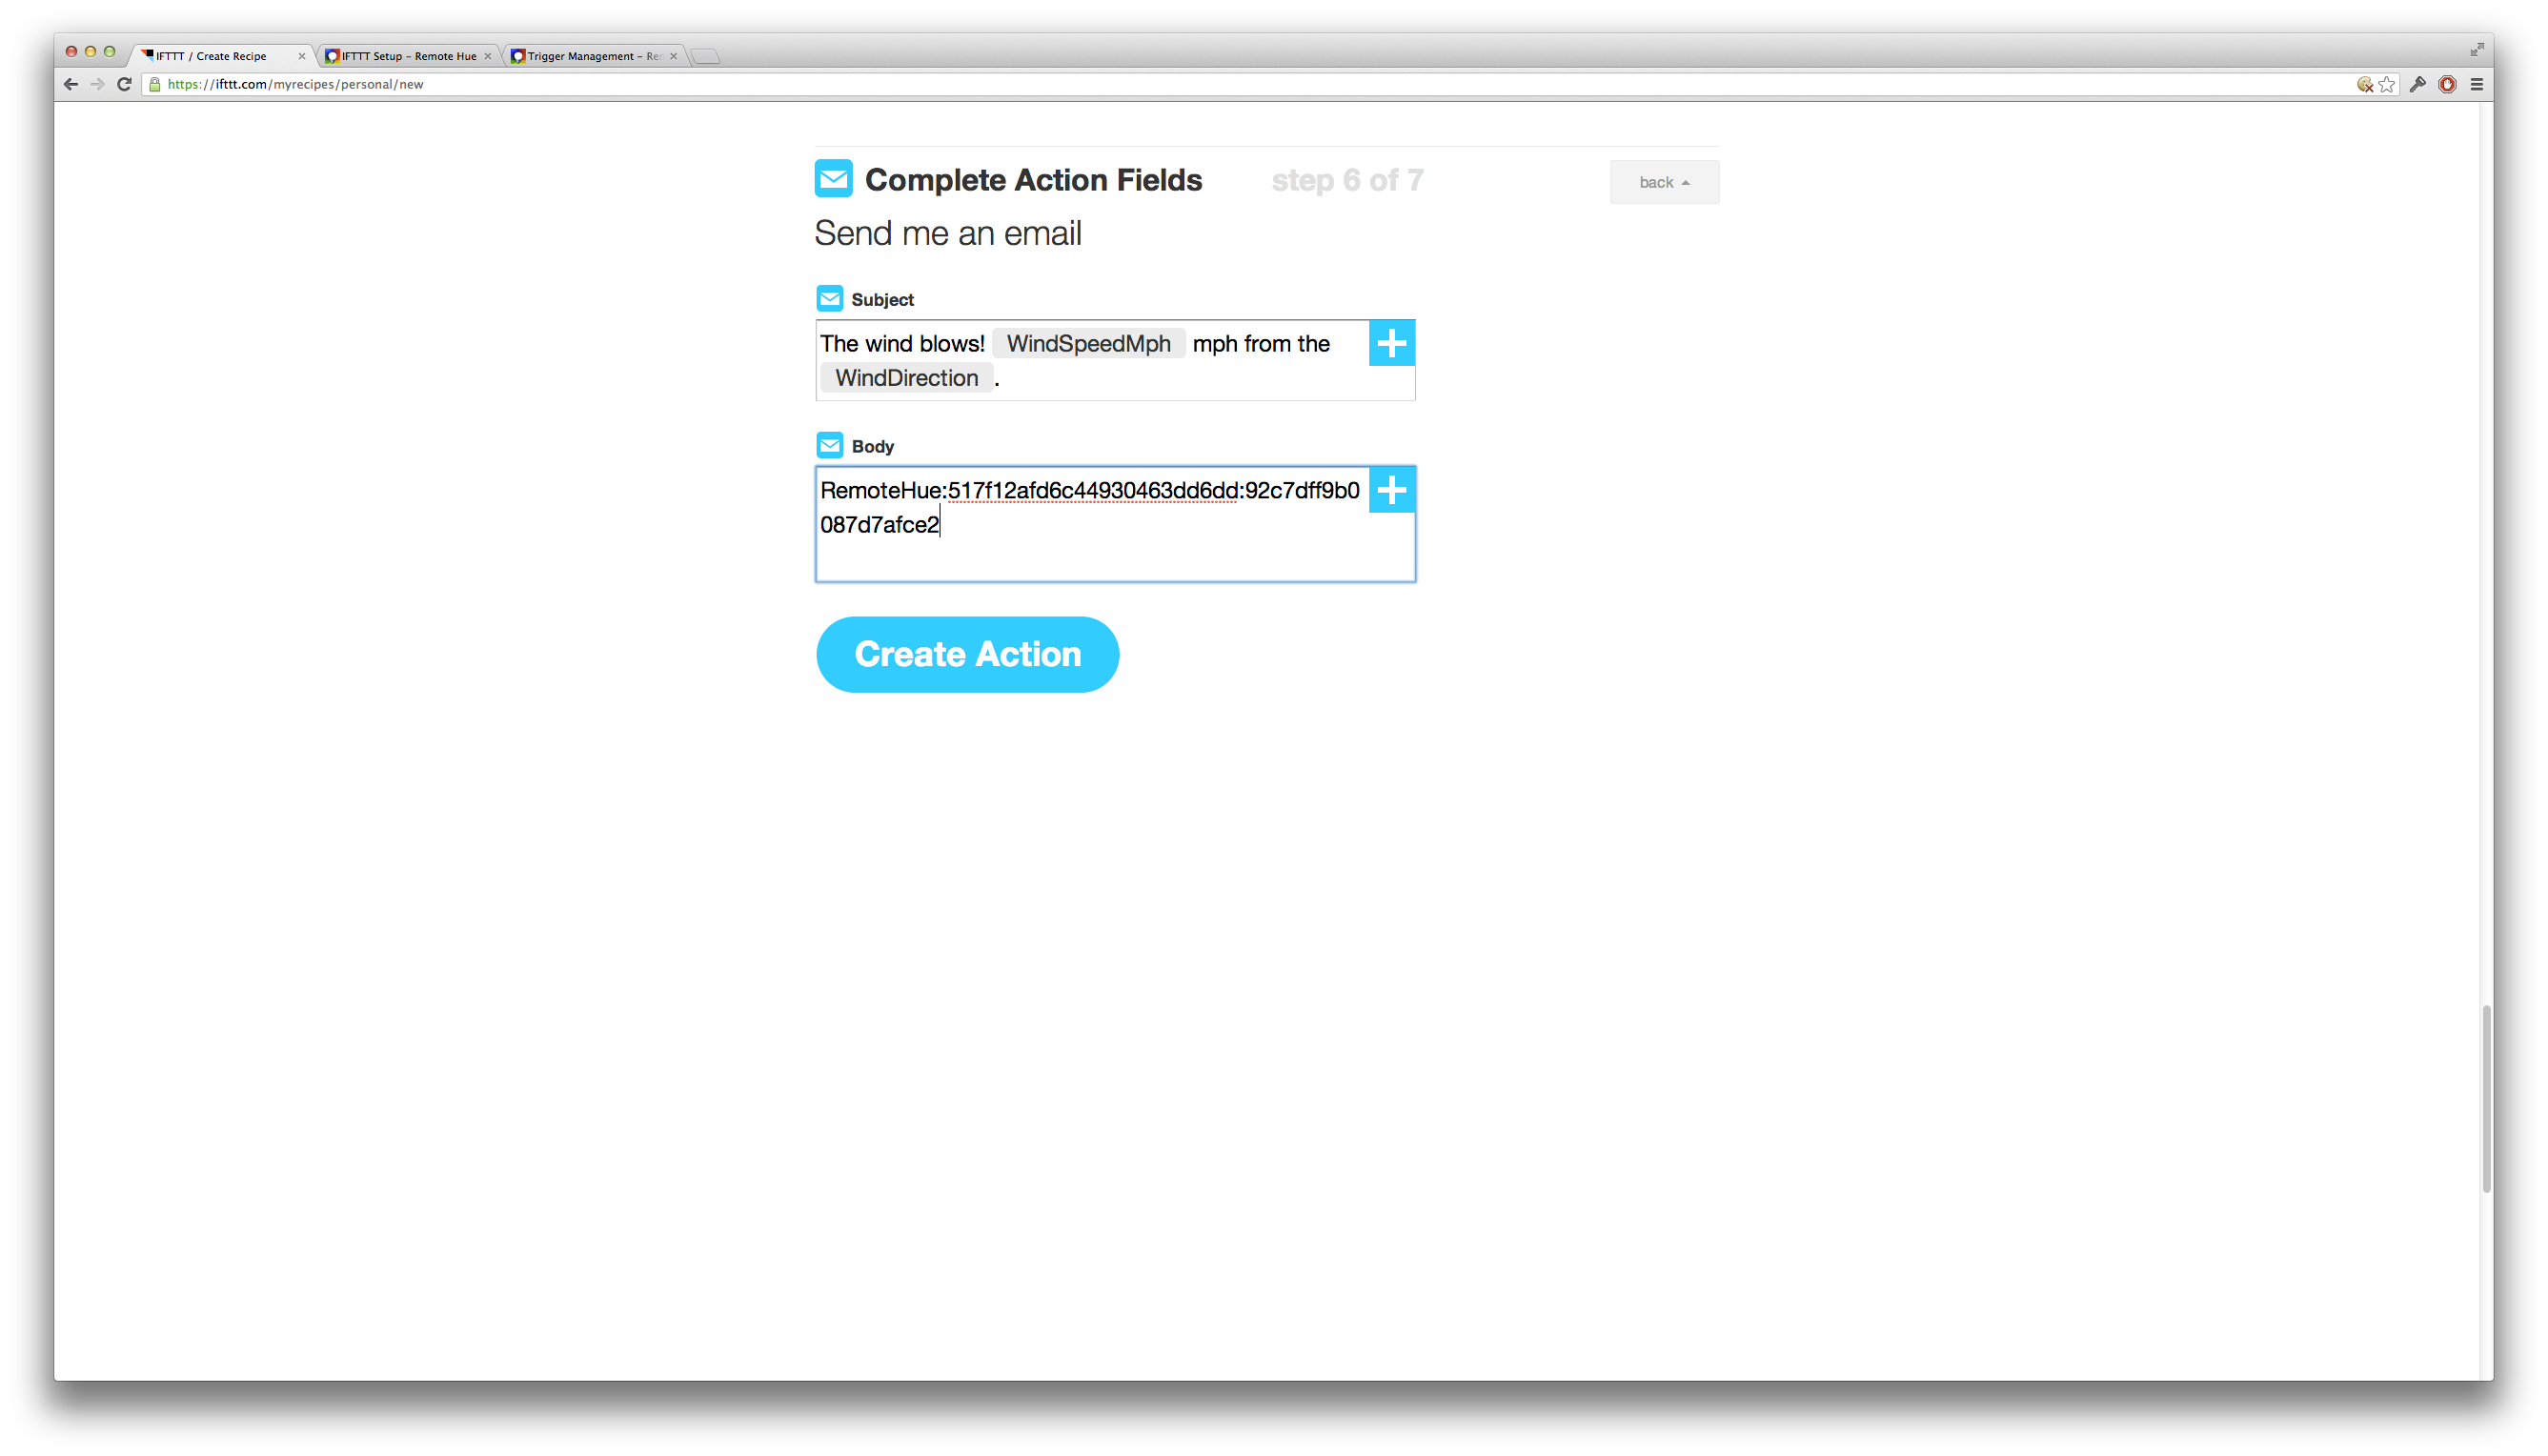 IFTTT / Create Recipe
IFTTT Setup – Remote Hue
Trigger Management – Re
https://ifttt.com/myrecipes/personal/new
Complete Action Fields step 6 of 7 back
Send me an email
Subject
The wind blows! WindSpeedMph mph from the
WindDirection .
Body
RemoteHue:517f12afd6c44930463dd6dd:92c7dff9b0
087d7afce2
Create Action